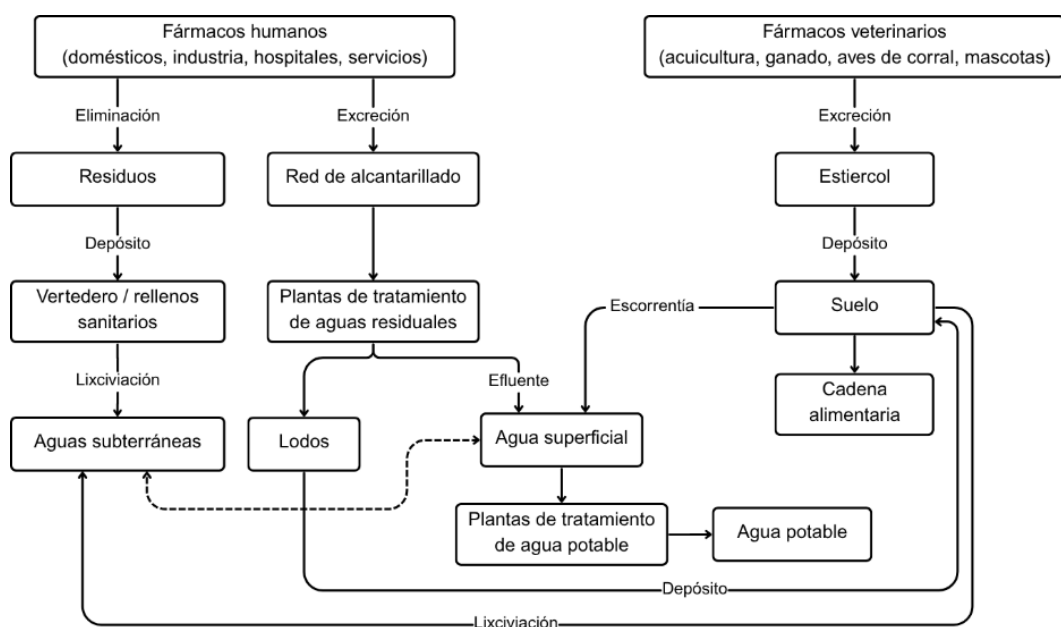 Fármacos humanos
(domésticos, industria, hospitales, servicios)
Fármacos veterinarios
(acuicultura, ganado, aves de corral, mascotas)
Eliminación
Excreción
Excreción
Residuos
Red de alcantarillado
Estiercol
Depósito
Depósito
Vertedero / rellenos
sanitarios
Plantas de tratamiento
de aguas residuales
Escorrentía
Suelo
Lixciviación
Efluente
Cadena
alimentaria
Aguas subterráneas
Lodos
Agua superficial
Plantas de tratamiento
de agua potable
Agua potable
Depósito
Lixciviación